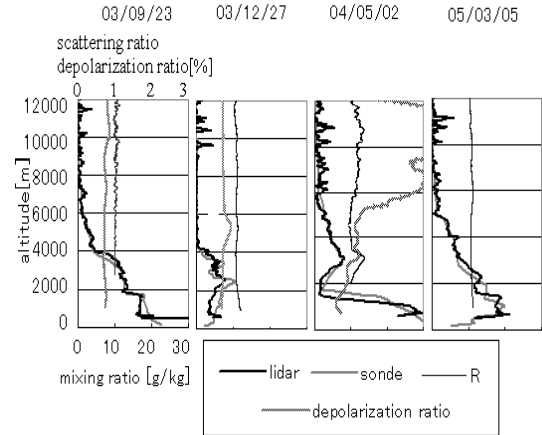 03/09/23 03/12/27 04/05/02 05/03/05
scattering ratio
depolarization ratio[%]
0 1 2 3
12000
10000
8000
6000
4000
2000
0
altitude[m]
0 10 20 30
mixing ratio [g/kg]
lidar sonde R
depolarization ratio